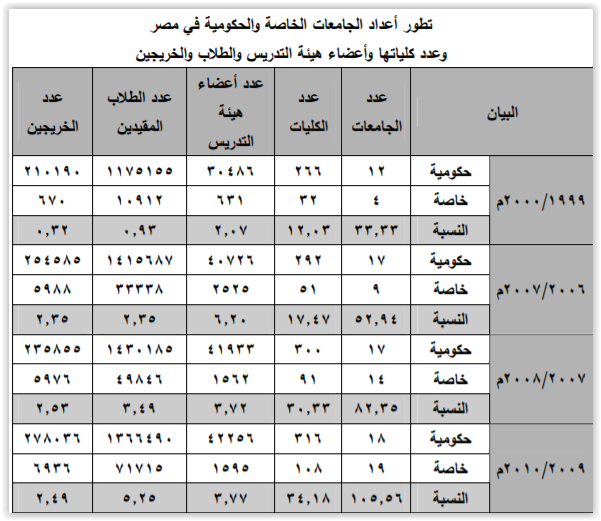 تطور أعداد الجامعات الخاصة والحكومية في مصر
وعدد كلياتها وأعضاء هيئة التدريس والطلاب والخريجين
البيان عدد الجامعات عدد الكليات عدد أعضاء هيئة التدريس عدد الطلاب المقيدين عدد الخريجين
١٩٩٩/٢٠٠٠م حكومية ١٢ ٢٦٦ ٣٠٤٨٦ ١١٧٥١٥٥ ٢١٠١٩٠
خاصة ٤ ٣٢ ٦٣١ ١٠٩١٢ ٦٧٠
النسبة ٣٣,٣٣ ١٢,٠٣ ٢,٠٧ ٠,٩٣ ٠,٣٢
٢٠٠٦/٢٠٠٧م حكومية ١٧ ٢٩٢ ٤٠٧٢٦ ١٤١٥٦٨٧ ٢٥٤٥٨٥
خاصة ٩ ٥١ ٢٥٢٥ ٣٣٣٣٨ ٥٩٨٨
النسبة ٥٢,٩٤ ١٧,٤٧ ٦,٢٠ ٢,٣٥ ٢,٣٥
٢٠٠٧/٢٠٠٨م حكومية ١٧ ٣٠٠ ٤١٩٣٣ ١٤٣٠١٨٥ ٢٣٥٨٥٥
خاصة ١٤ ٩١ ١٥٦٢ ٤٩٨٤٦ ٥٩٧٦
النسبة ٨٢,٣٥ ٣٠,٣٣ ٣,٧٢ ٣,٤٩ ٢,٥٣
٢٠٠٩/٢٠١٠م حكومية ١٨ ٣١٦ ٤٢٢٥٦ ١٣٦٦٤٩٠ ٢٧٨٠٣٦
خاصة ١٩ ١٠٨ ١٥٩٥ ٧١٧١٥ ٦٩٣٦
النسبة ١٠٥,٥٦ ٣٤,١٨ ٣,٧٧ ٥,٢٥ ٢,٤٩